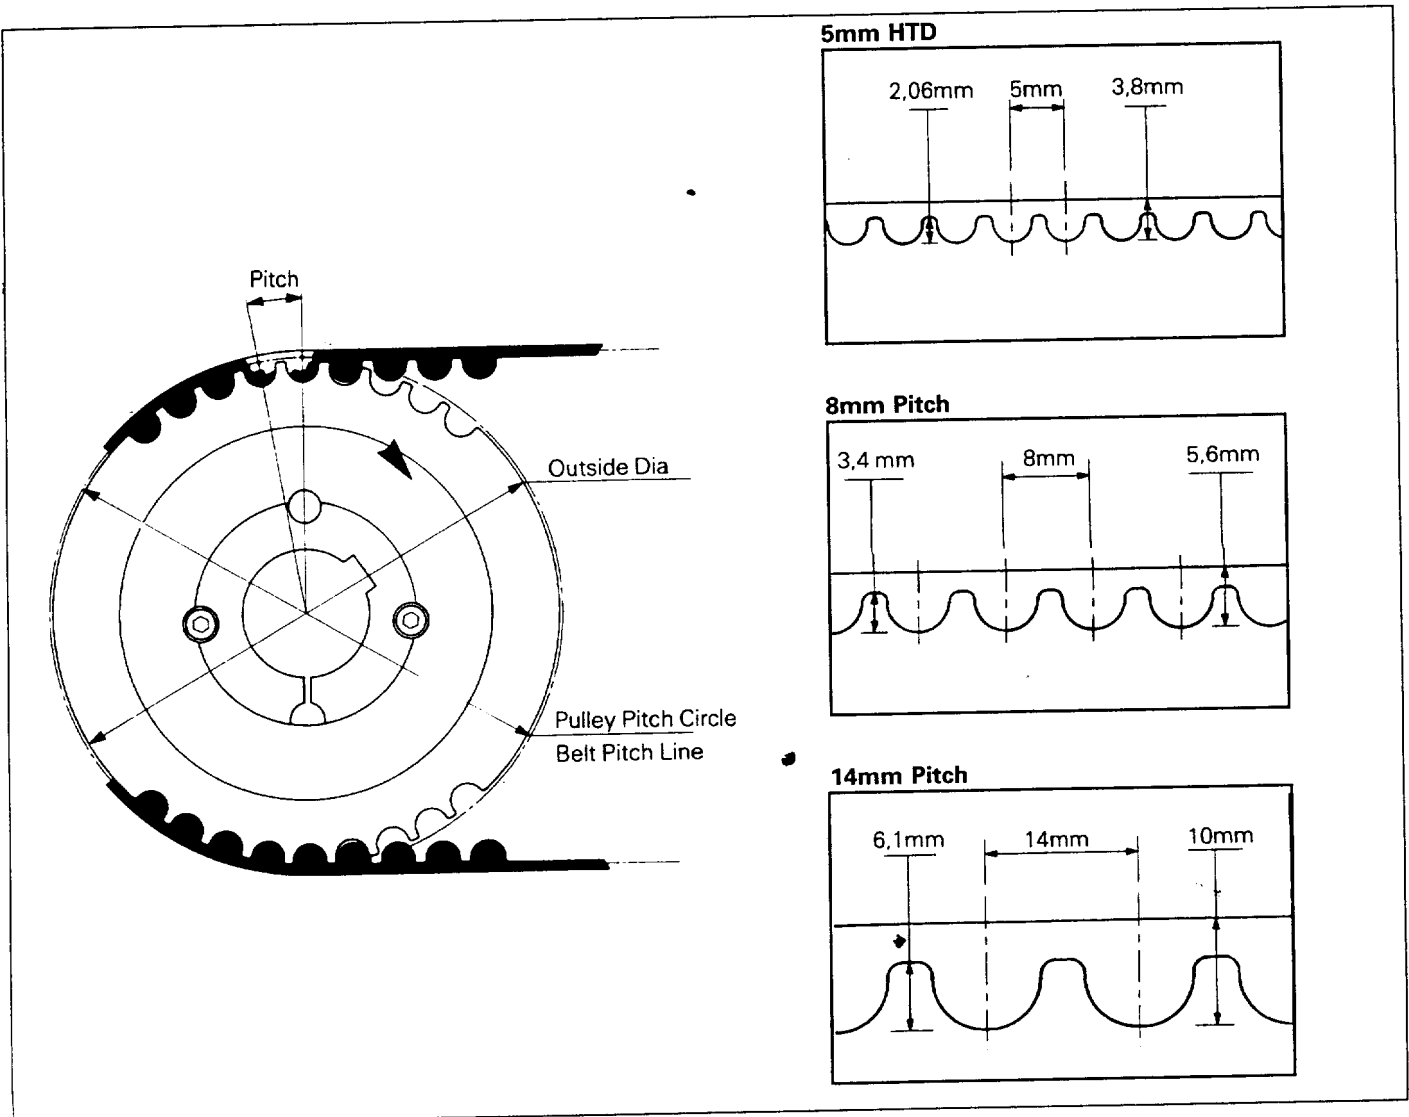 Pitch
Outside Dia
Pulley Pitch Circle
Belt Pitch Line
5mm HTD
2,06mm
5mm
3,8mm
8mm Pitch
3,4 mm
8mm
5,6mm
14mm Pitch
6,1mm
14mm
10mm